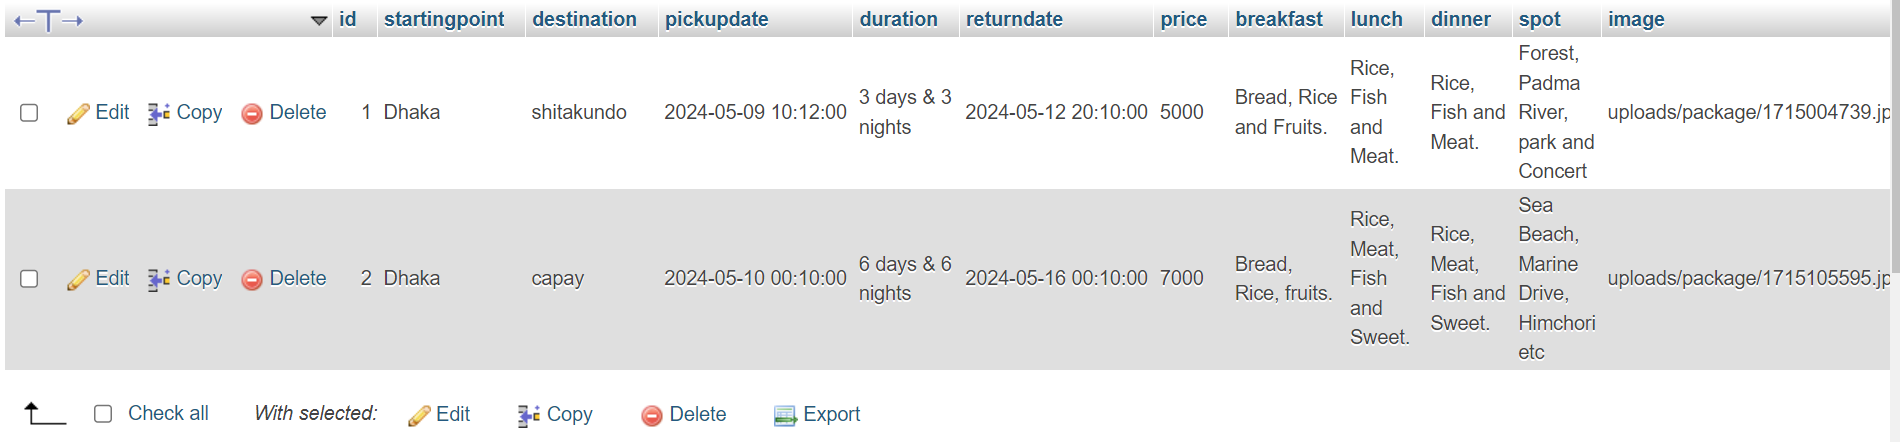 id startingpoint destination pickupdate duration returndate price breakfast lunch dinner spot image
Edit Copy Delete 1 Dhaka shitakundo 2024-05-09 10:12:00 3 days & 3 nights 2024-05-12 20:10:00 5000 Bread, Rice and Fruits. Rice, Fish and Meat. Rice, Fish and Meat. Forest, Padma River, park and Concert uploads/package/1715004739.jp
Edit Copy Delete 2 Dhaka capay 2024-05-10 00:10:00 6 days & 6 nights 2024-05-16 00:10:00 7000 Bread, Rice, fruits. Rice, Meat, Fish and Sweet. Rice, Meat, Fish and Sweet. Sea Beach, Marine Drive, Himchori etc uploads/package/1715105595.jp
Check all With selected: Edit Copy Delete Export